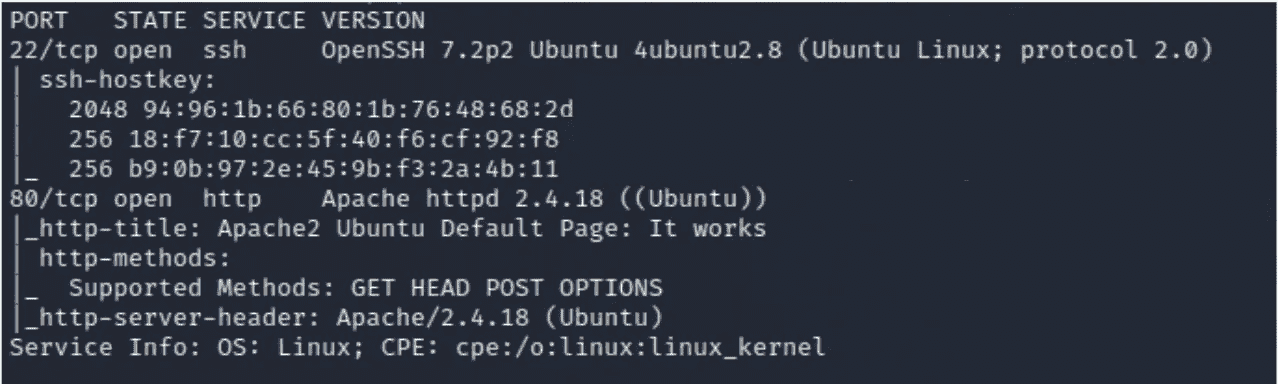 PORT   STATE SERVICE VERSION
22/tcp open  ssh     OpenSSH 7.2p2 Ubuntu 4ubuntu2.8 (Ubuntu Linux; protocol 2.0)
| ssh-hostkey:
|   2048 94:96:1b:66:80:1b:76:48:68:2d
|   256 18:f7:10:cc:5f:40:f6:cf:92:f8
|_  256 b9:0b:97:2e:45:9b:f3:2a:4b:11
80/tcp open  http    Apache httpd 2.4.18 ((Ubuntu))
|_http-title: Apache2 Ubuntu Default Page: It works
| http-methods:
|_  Supported Methods: GET HEAD POST OPTIONS
|_http-server-header: Apache/2.4.18 (Ubuntu)
Service Info: OS: Linux; CPE: cpe:/o:linux:linux_kernel